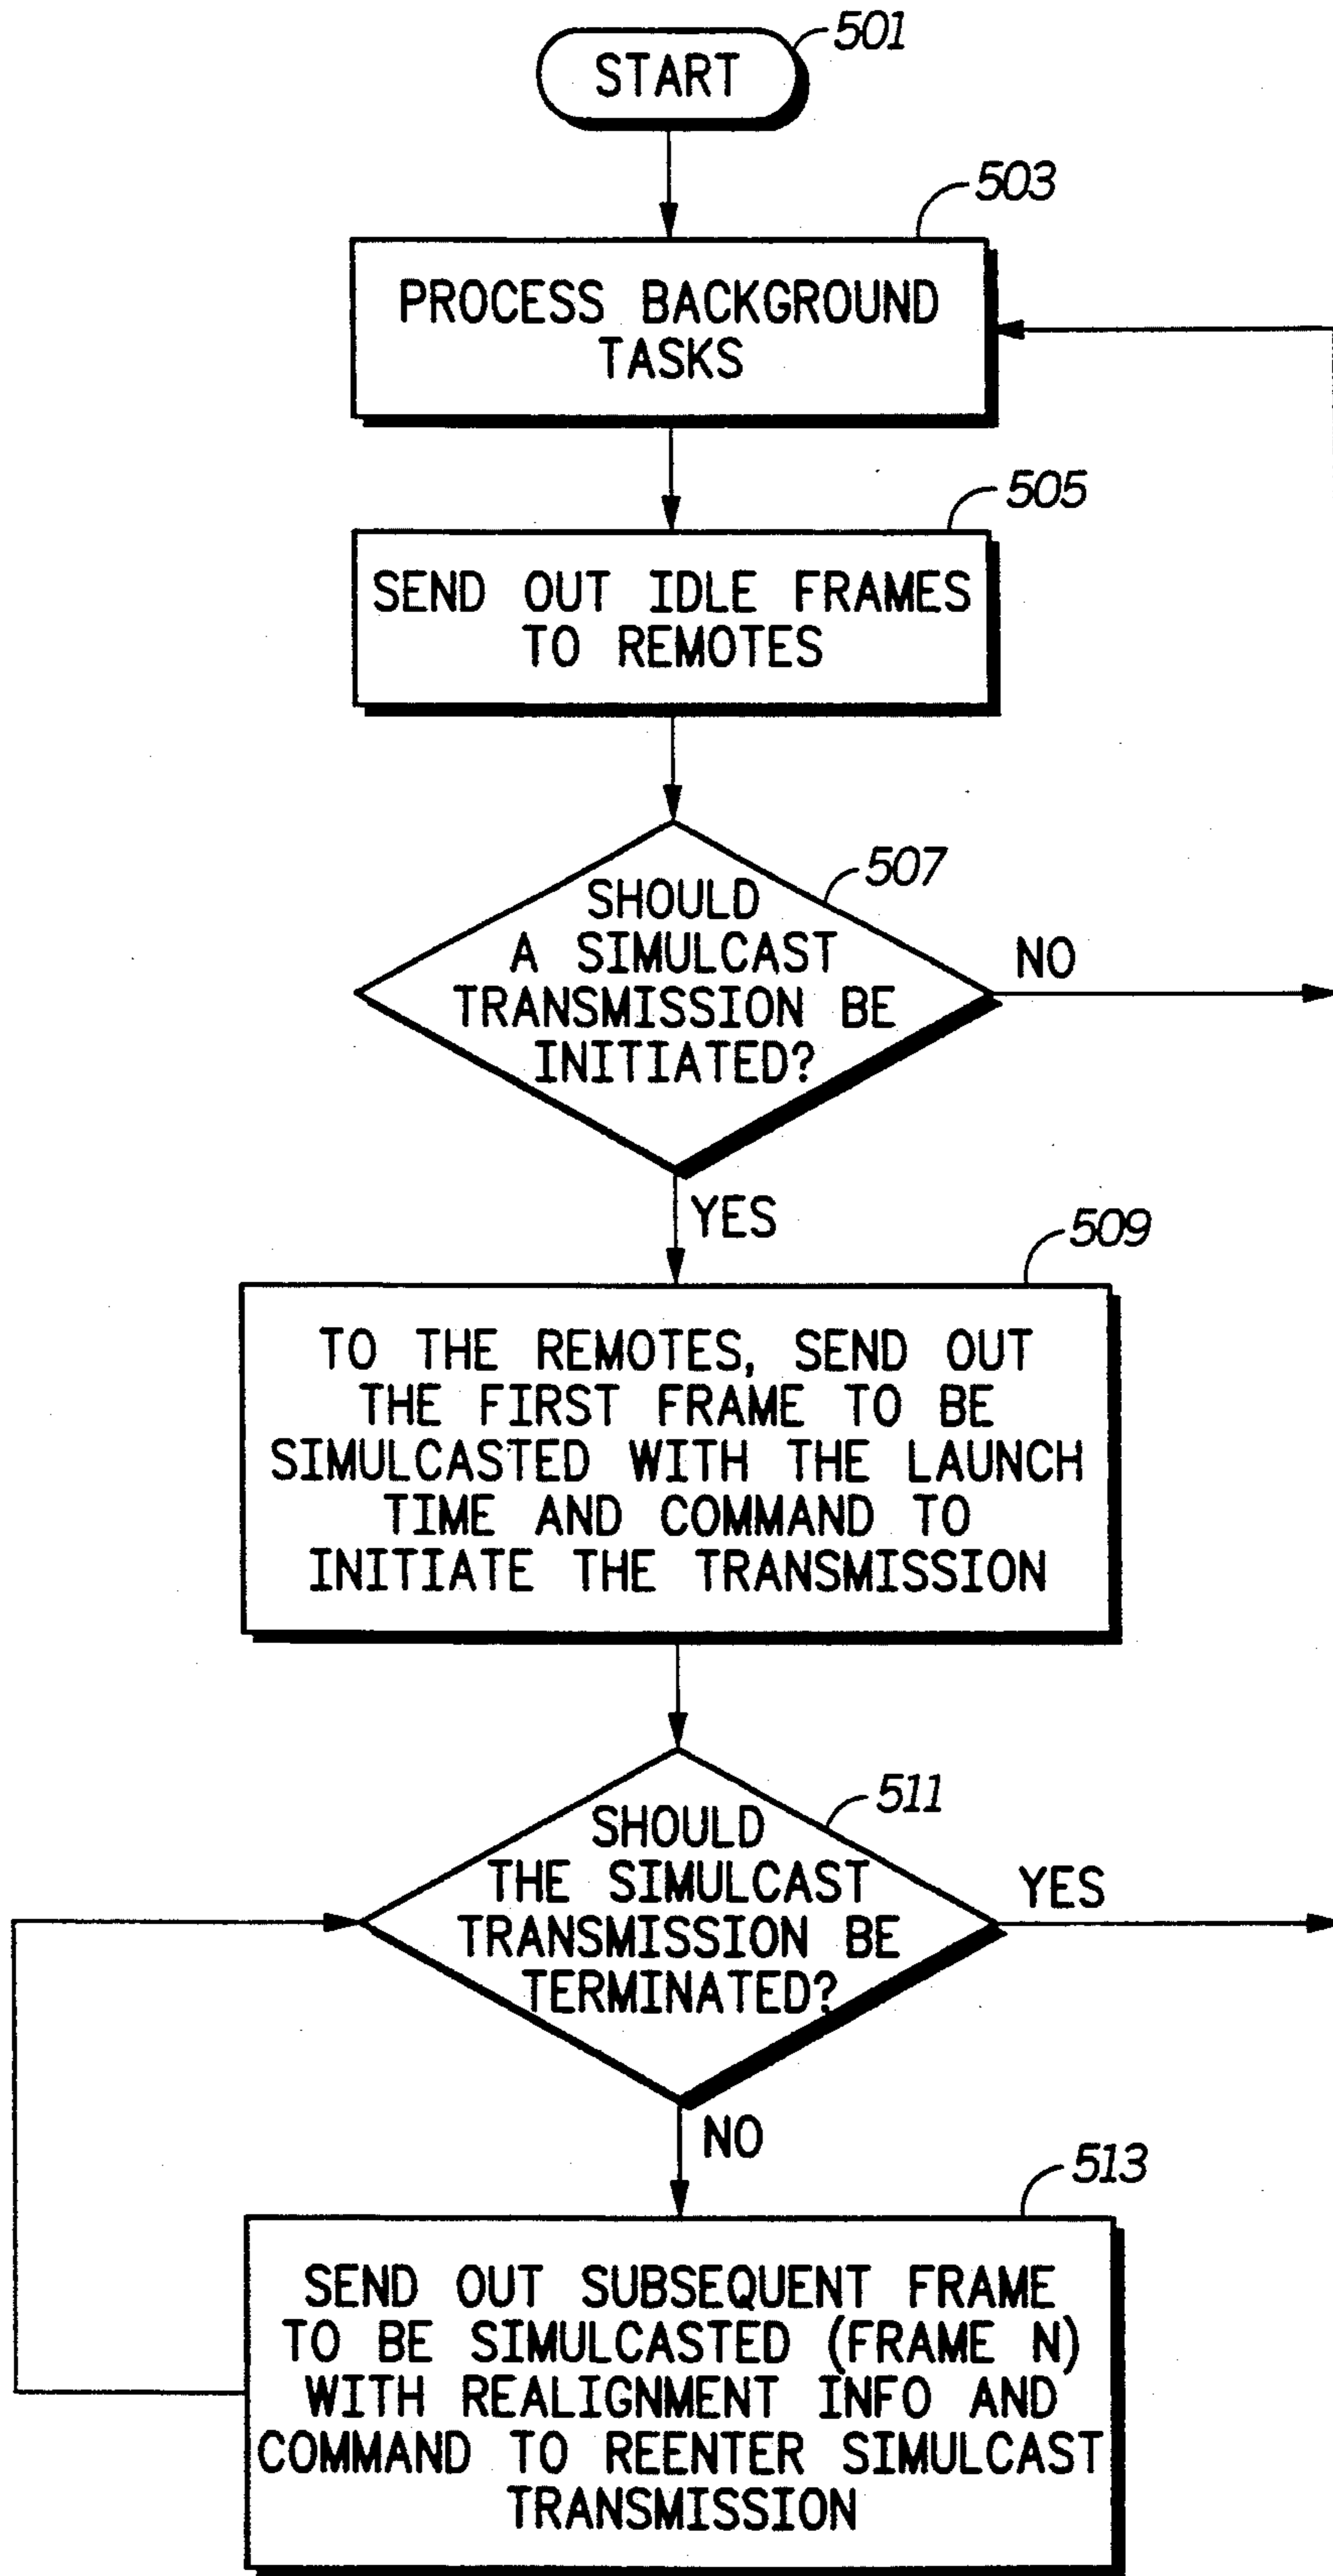 START
501
503
PROCESS BACKGROUND
TASKS
505
SEND OUT IDLE FRAMES
TO REMOTES
507
SHOULD
A SIMULCAST
TRANSMISSION BE
INITIATED?
NO
YES
509
TO THE REMOTES, SEND OUT
THE FIRST FRAME TO BE
SIMULCASTED WITH THE LAUNCH
TIME AND COMMAND TO
INITIATE THE TRANSMISSION
511
SHOULD
THE SIMULCAST
TRANSMISSION BE
TERMINATED?
YES
NO
513
SEND OUT SUBSEQUENT FRAME
TO BE SIMULCASTED (FRAME N)
WITH REALIGNMENT INFO AND
COMMAND TO REENTER SIMULCAST
TRANSMISSION